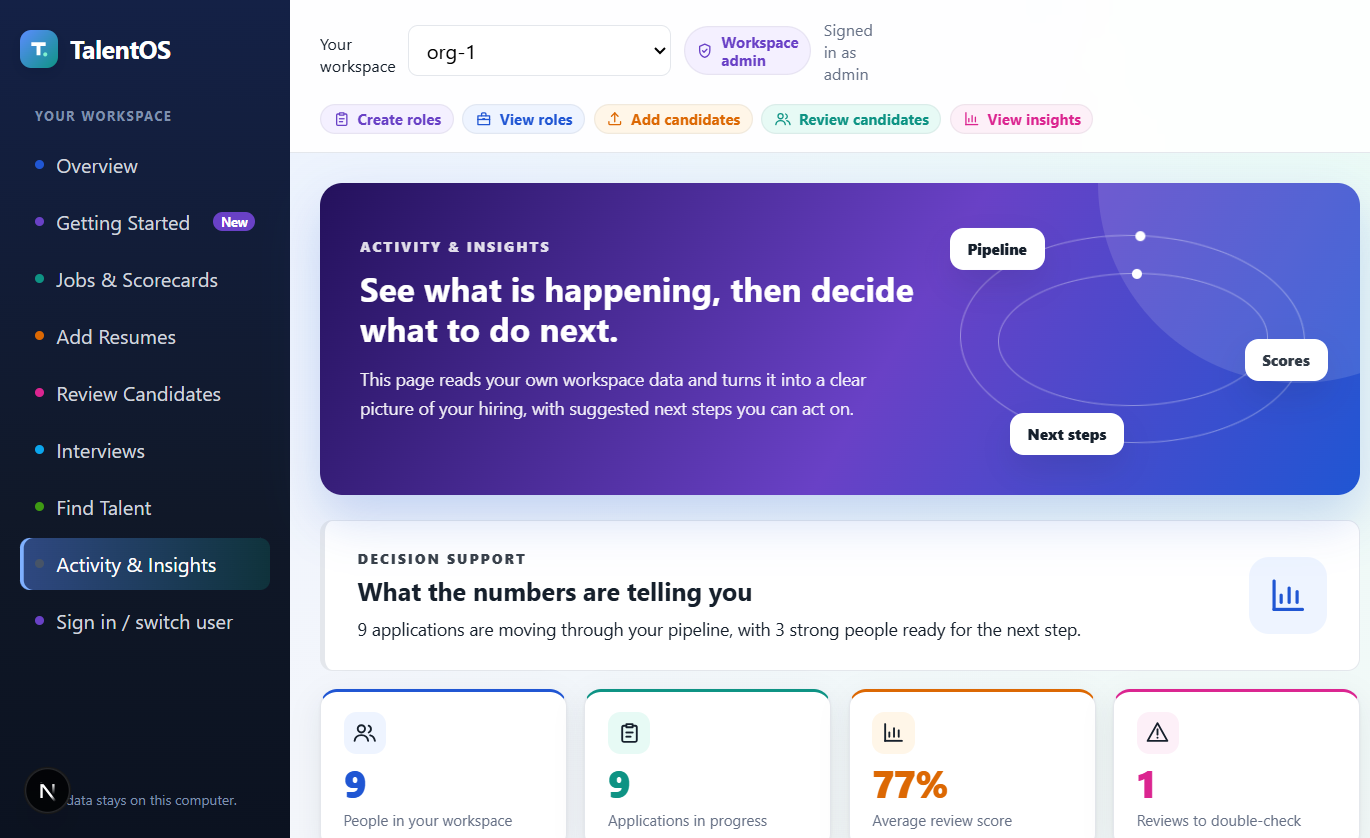 T.
TalentOS
YOUR WORKSPACE
Overview
Getting Started
New
Jobs & Scorecards
Add Resumes
Review Candidates
Interviews
Find Talent
Activity & Insights
Sign in / switch user
N
data stays on this computer.
Your
workspace
org-1
Workspace
admin
Signed
in as
admin
Create roles
View roles
Add candidates
Review candidates
View insights
ACTIVITY & INSIGHTS
See what is happening, then decide
what to do next.
This page reads your own workspace data and turns it into a clear
picture of your hiring, with suggested next steps you can act on.
Pipeline
Scores
Next steps
DECISION SUPPORT
What the numbers are telling you
9 applications are moving through your pipeline, with 3 strong people ready for the next step.
9
People in your workspace
9
Applications in progress
77%
Average review score
1
Reviews to double-check